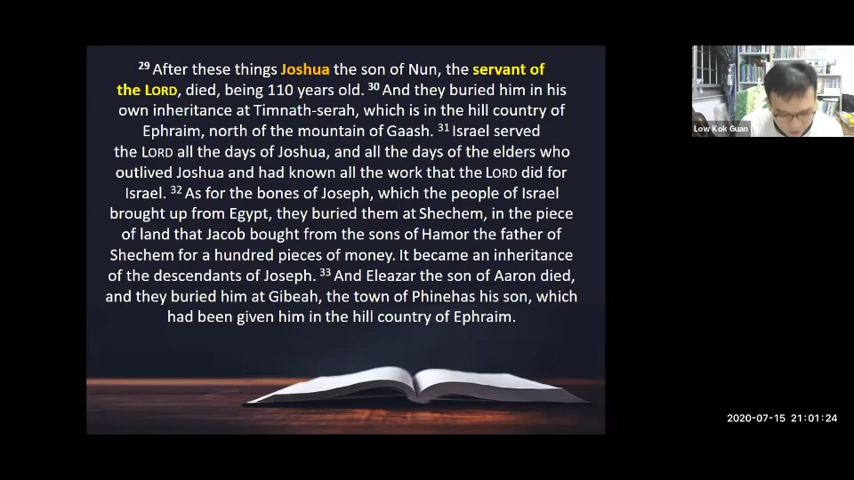 29 After these things Joshua the son of Nun, the servant of
the LORD, died, being 110 years old. 30 And they buried him in his
own inheritance at Timnath-serah, which is in the hill country of
Ephraim, north of the mountain of Gaash. 31 Israel served
the LORD all the days of Joshua, and all the days of the elders who
outlived Joshua and had known all the work that the LORD did for
Israel. 32 As for the bones of Joseph, which the people of Israel
brought up from Egypt, they buried them at Shechem, in the piece
of land that Jacob bought from the sons of Hamor the father of
Shechem for a hundred pieces of money. It became an inheritance
of the descendants of Joseph. 33 And Eleazar the son of Aaron died,
and they buried him at Gibeah, the town of Phinehas his son, which
had been given him in the hill country of Ephraim.
Low Kok Guan
2020-07-15 21:01:24